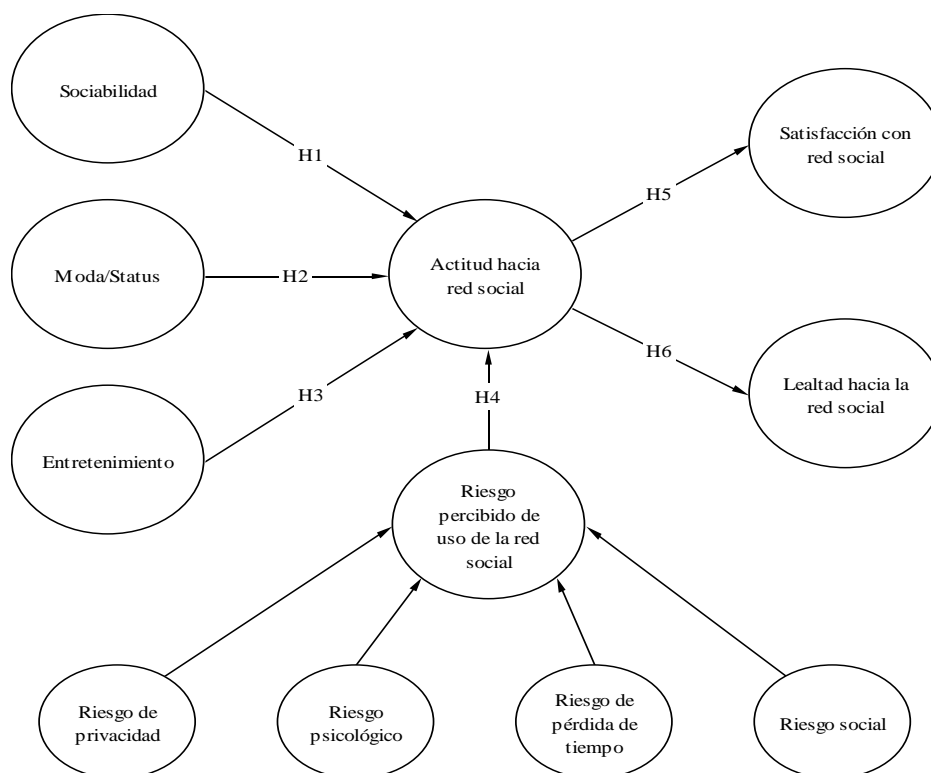 Sociabilidad
H1
Satisfacción con
red social
H5
Moda/Status
H2
Actitud hacia
red social
H3
H4
H6
Lealtad hacia la
red social
Entretenimiento
Riesgo
percibido de
uso de la red
social
Riesgo de
privacidad
Riesgo
psicológico
Riesgo de
pérdida de
tiempo
Riesgo social